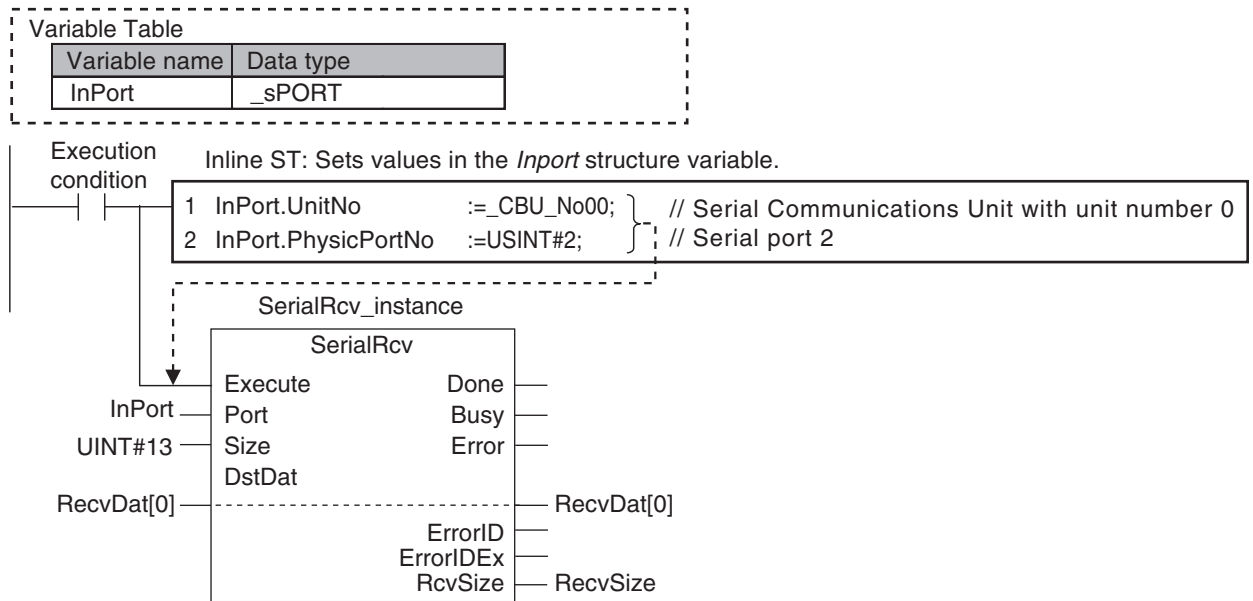 Variable Table
Variable name Data type
InPort _sPORT
Execution
condition
Inline ST: Sets values in the Inport structure variable.
1 InPort.UnitNo :=_CBU_No00; // Serial Communications Unit with unit number 0
2 InPort.PhysicPortNo :=USINT#2; // Serial port 2
SerialRcv_instance
SerialRcv
Execute Done
InPort Port Busy
UINT#13 Size Error
DstDat
RecvDat[0] RecvDat[0]
ErrorID
ErrorIDEx
RcvSize RecvSize